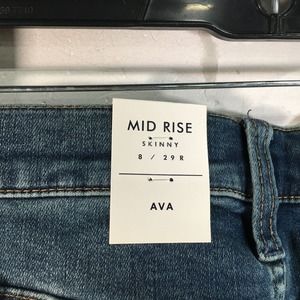 MID RISE
SKINNY
8 / 29 R
AVA